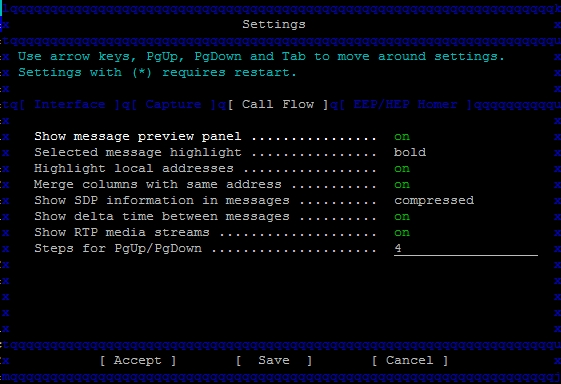 Settings
Use arrow keys, PgUp, PgDown and Tab to move around settings.
Settings with (*) requires restart.
[ Interface ]q[ Capture ]q[ Call Flow ]q[ EEP/HEP Homer ]
Show message preview panel ................ on
Selected message highlight ................ bold
Highlight local addresses ................. on
Merge columns with same address ........... on
Show SDP information in messages .......... compressed
Show delta time between messages .......... on
Show RTP media streams .................... on
Steps for PgUp/PgDown ..................... 4
[ Accept ] [ Save ] [ Cancel ]